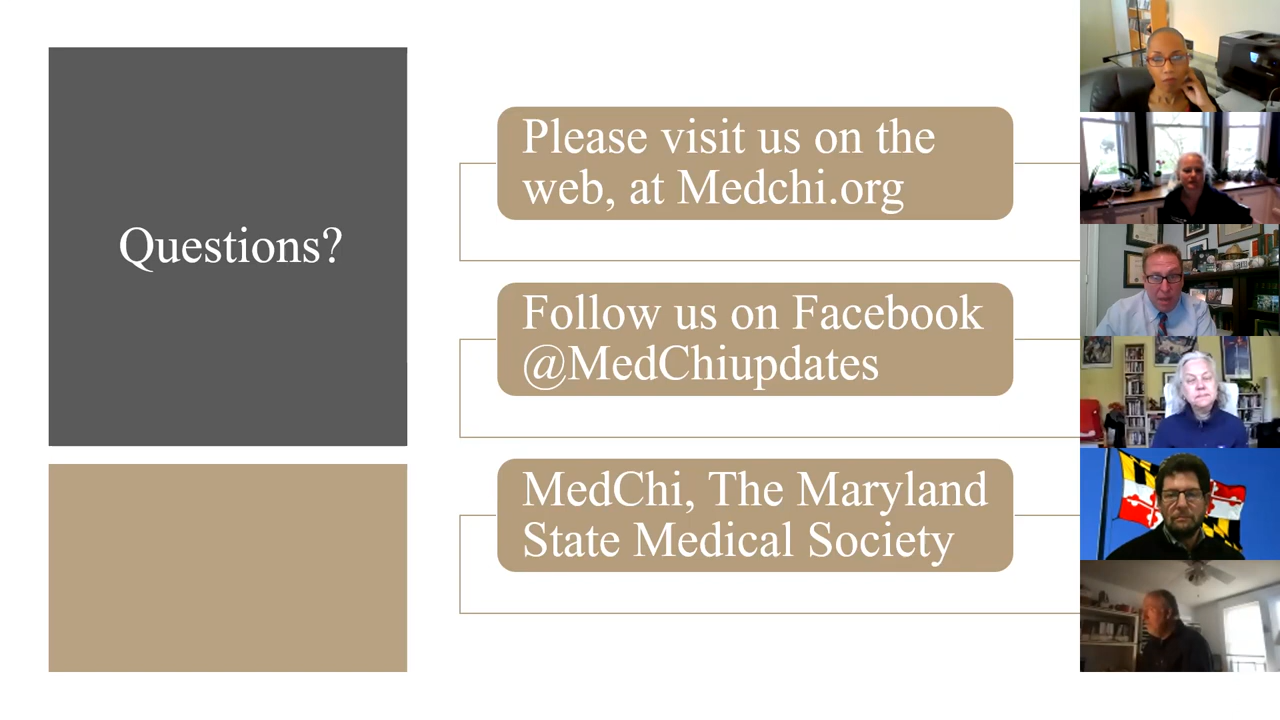 Questions?
Please visit us on the
web, at Medchi.org
Follow us on Facebook
@MedChiupdates
MedChi, The Maryland
State Medical Society